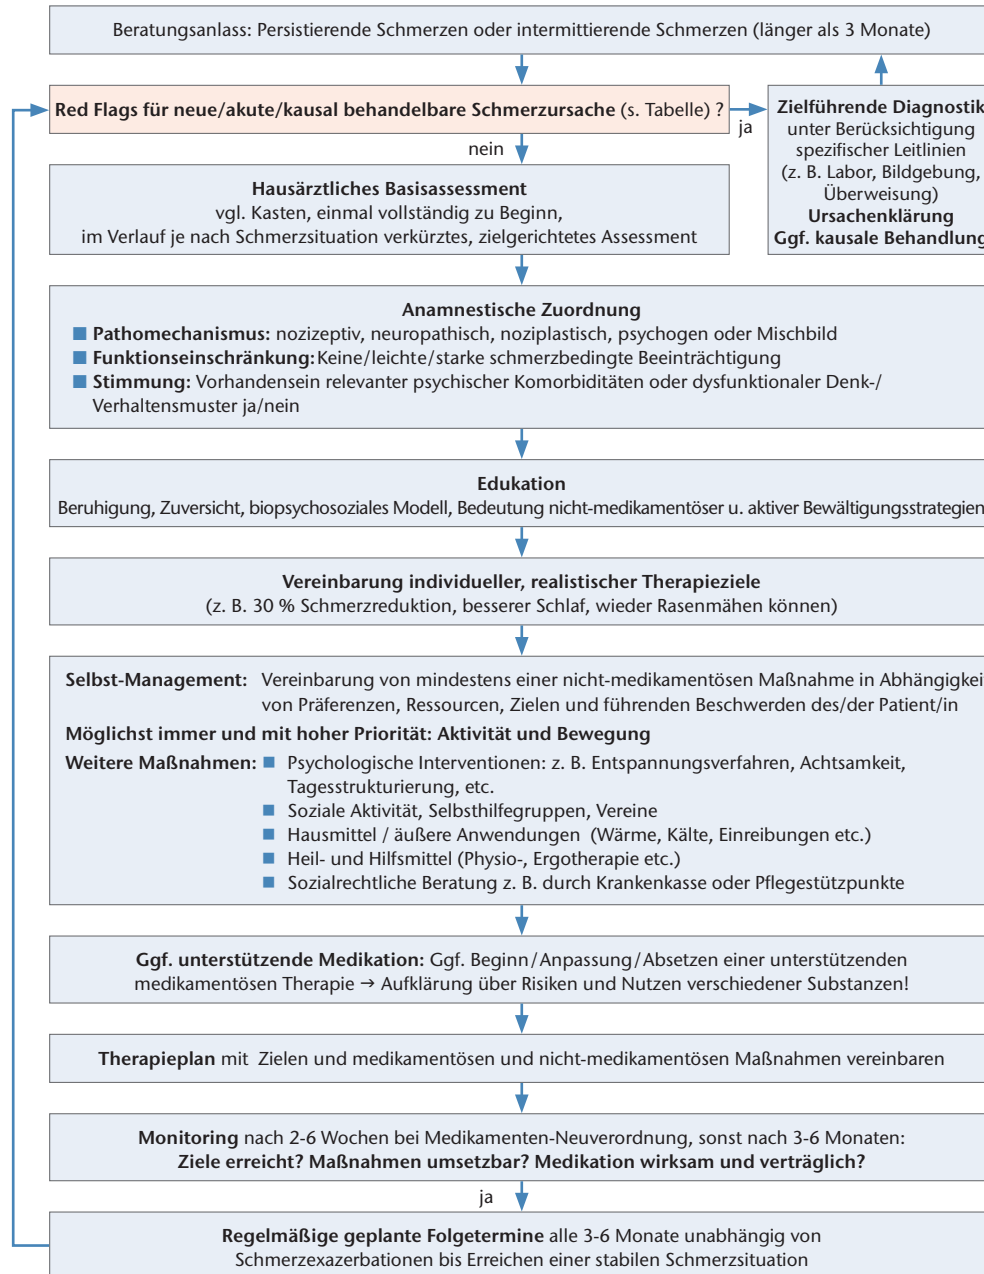 Beratungsanlass: Persistierende Schmerzen oder intermittierende Schmerzen (länger als 3 Monate)
Red Flags für neue/akute/kausal behandelbare Schmerzursache (s. Tabelle) ?
ja
nein
Zielführende Diagnostik
unter Berücksichtigung
spezifischer Leitlinien
(z. B. Labor, Bildgebung,
Überweisung)
Ursachenklärung
Ggf. kausale Behandlung
Hausärztliches Basisassessment
vgl. Kasten, einmal vollständig zu Beginn,
im Verlauf je nach Schmerzsituation verkürztes, zielgerichtetes Assessment
Anamnestische Zuordnung
■ Pathomechanismus: nozizeptiv, neuropathisch, noziplastisch, psychogen oder Mischbild
■ Funktionseinschränkung: Keine/leichte/starke schmerzbedingte Beeinträchtigung
■ Stimmung: Vorhandensein relevanter psychischer Komorbiditäten oder dysfunktionaler Denk-/
Verhaltensmuster ja/nein
Edukation
Beruhigung, Zuversicht, biopsychosoziales Modell, Bedeutung nicht-medikamentöser u. aktiver Bewältigungsstrategien
Vereinbarung individueller, realistischer Therapieziele
(z. B. 30 % Schmerzreduktion, besserer Schlaf, wieder Rasenmähen können)
Selbst-Management: Vereinbarung von mindestens einer nicht-medikamentösen Maßnahme in Abhängigkei
von Präferenzen, Ressourcen, Zielen und führenden Beschwerden des/der Patient/in
Möglichst immer und mit hoher Priorität: Aktivität und Bewegung
Weitere Maßnahmen: ■ Psychologische Interventionen: z. B. Entspannungsverfahren, Achtsamkeit,
Tagesstrukturierung, etc.
■ Soziale Aktivität, Selbsthilfegruppen, Vereine
■ Hausmittel / äußere Anwendungen (Wärme, Kälte, Einreibungen etc.)
■ Heil- und Hilfsmittel (Physio-, Ergotherapie etc.)
■ Sozialrechtliche Beratung z. B. durch Krankenkasse oder Pflegestützpunkte
Ggf. unterstützende Medikation: Ggf. Beginn/Anpassung/Absetzen einer unterstützenden
medikamentösen Therapie → Aufklärung über Risiken und Nutzen verschiedener Substanzen!
Therapieplan mit Zielen und medikamentösen und nicht-medikamentösen Maßnahmen vereinbaren
Monitoring nach 2-6 Wochen bei Medikamenten-Neuverordnung, sonst nach 3-6 Monaten:
Ziele erreicht? Maßnahmen umsetzbar? Medikation wirksam und verträglich?
ja
Regelmäßige geplante Folgetermine alle 3-6 Monate unabhängig von
Schmerzexazerbationen bis Erreichen einer stabilen Schmerzsituation